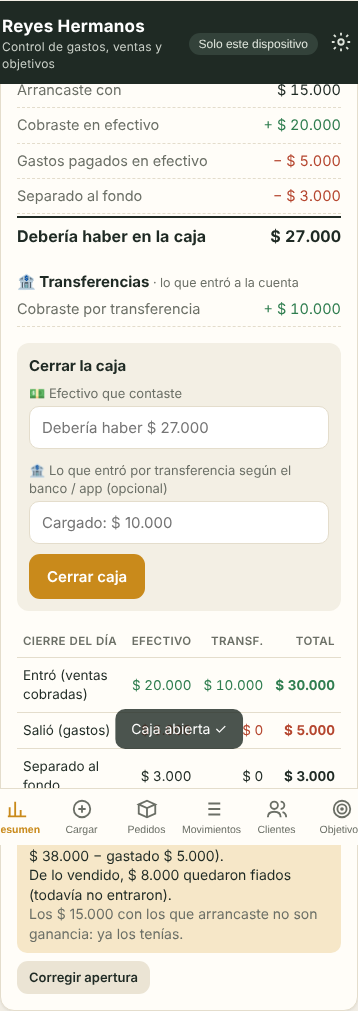 Reyes Hermanos
Control de gastos, ventas y
objetivos
Solo este dispositivo
Arrancaste con $ 15.000
Cobraste en efectivo + $ 20.000
Gastos pagados en efectivo − $ 5.000
Separado al fondo − $ 3.000
Debería haber en la caja $ 27.000
🏦 Transferencias · lo que entró a la cuenta
Cobraste por transferencia + $ 10.000
Cerrar la caja
💵 Efectivo que contaste
Debería haber $ 27.000
🏦 Lo que entró por transferencia según el
banco / app (opcional)
Cargado: $ 10.000
Cerrar caja
CIERRE DEL DÍA EFECTIVO TRANSF. TOTAL
Entró (ventas
cobradas) $ 20.000 $ 10.000 $ 30.000
Salió (gastos) $ 0 $ 5.000
Caja abierta ✓
Separado al
fondo $ 3.000 $ 0 $ 3.000
esumen Cargar Pedidos Movimientos Clientes Objetivo
$ 38.000 − gastado $ 5.000).
De lo vendido, $ 8.000 quedaron fiados
(todavía no entraron).
Los $ 15.000 con los que arrancaste no son
ganancia: ya los tenías.
Corregir apertura